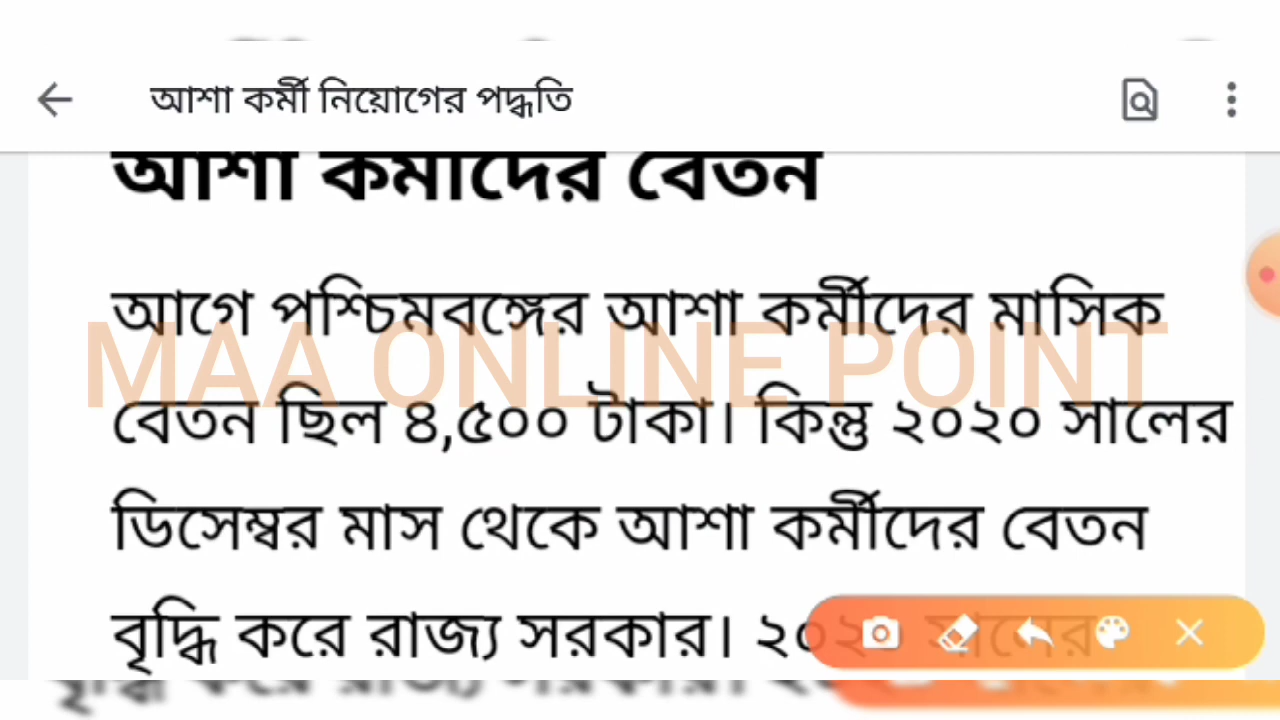 আশা কর্মী নিয়োগের পদ্ধতি
আশা কর্মীদের বেতন
আগে পশ্চিমবঙ্গের আশা কর্মীদের মাসিক
MAA ONLINE POINT
বেতন ছিল ৪,৫০০ টাকা। কিন্তু ২০২০ সালের
ডিসেম্বর মাস থেকে আশা কর্মীদের বেতন
বৃদ্ধি করে রাজ্য সরকার। ২০২০ সালের